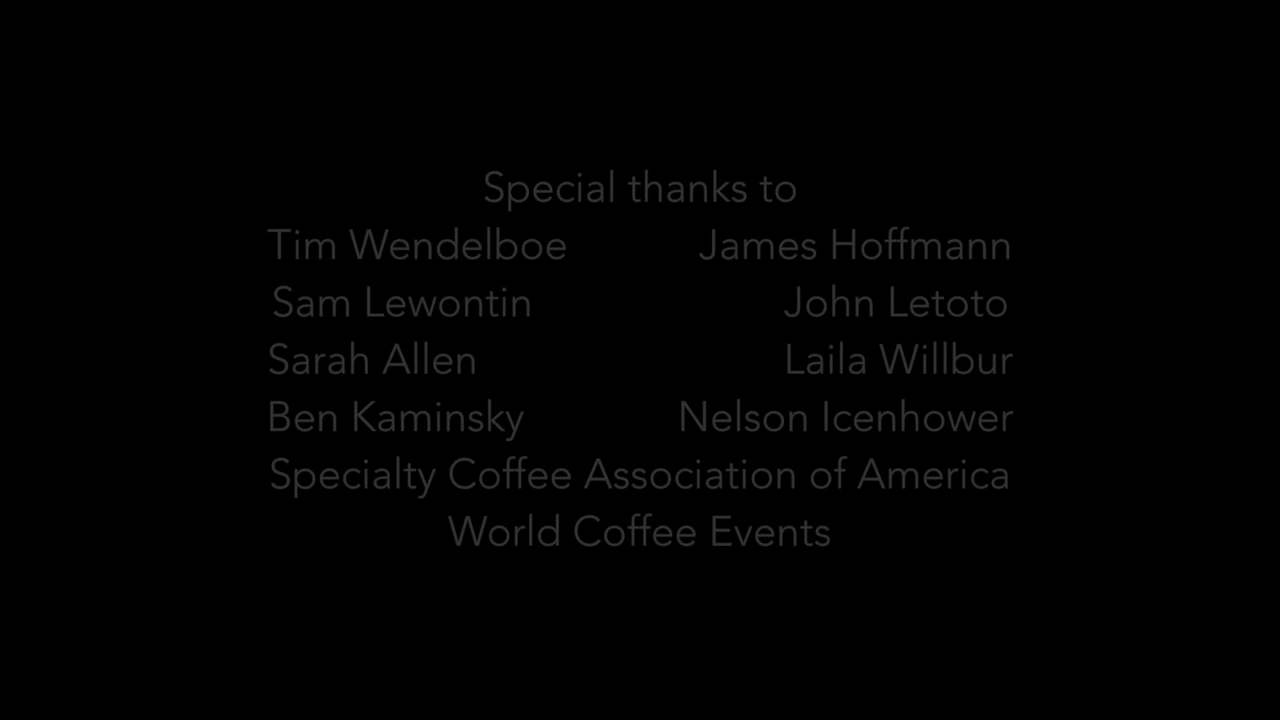 Special thanks to
Tim Wendelboe James Hoffmann
Sam Lewontin John Letoto
Sarah Allen Laila Willbur
Ben Kaminsky Nelson Icenhower
Specialty Coffee Association of America
World Coffee Events